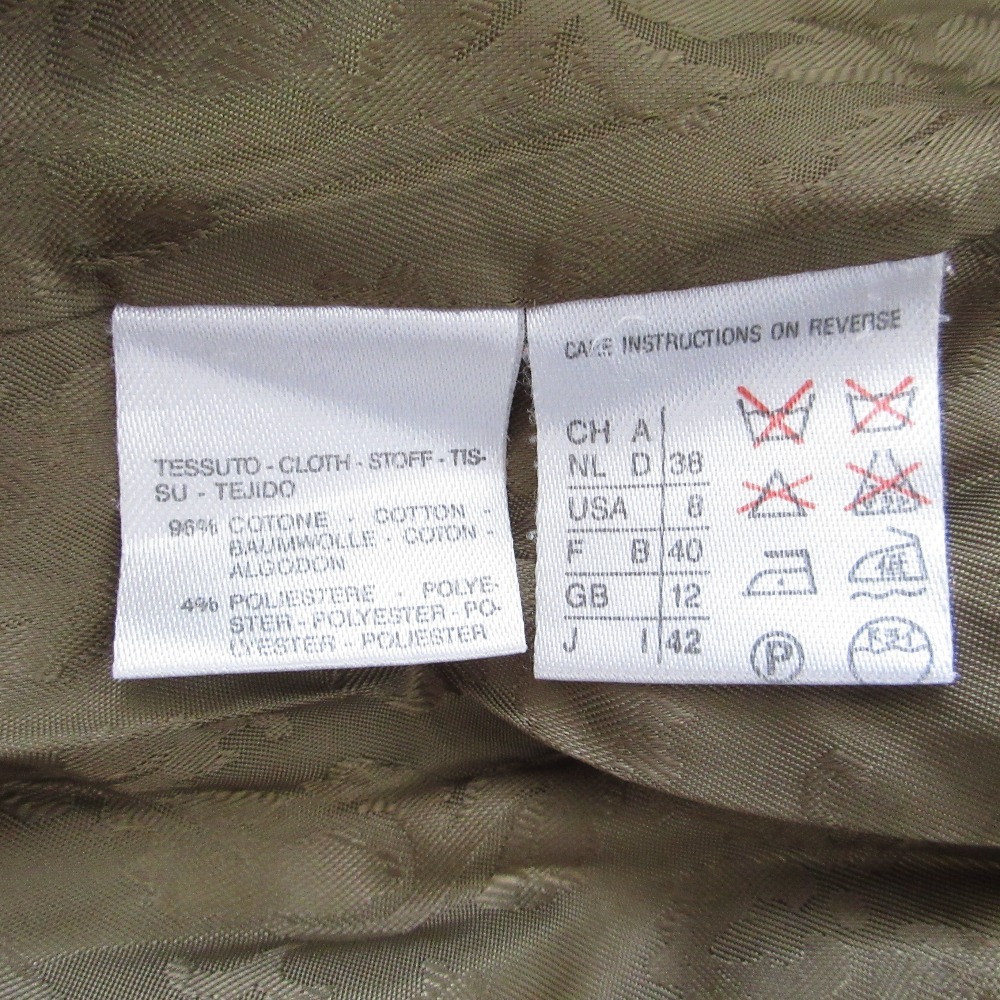 TESSUTO - CLOTH - STOFF - TIS-
SU - TEJIDO
96% COTONE - COTTON -
BAUMWOLLE - COTON -
ALGODON
4% POLIESTERE - POLYE-
STER - POLYESTER - PO-
LYESTER - POLIESTER
CARE INSTRUCTIONS ON REVERSE
CH A
NL D 38
USA 8
F B 40
GB 12
J I 42
P